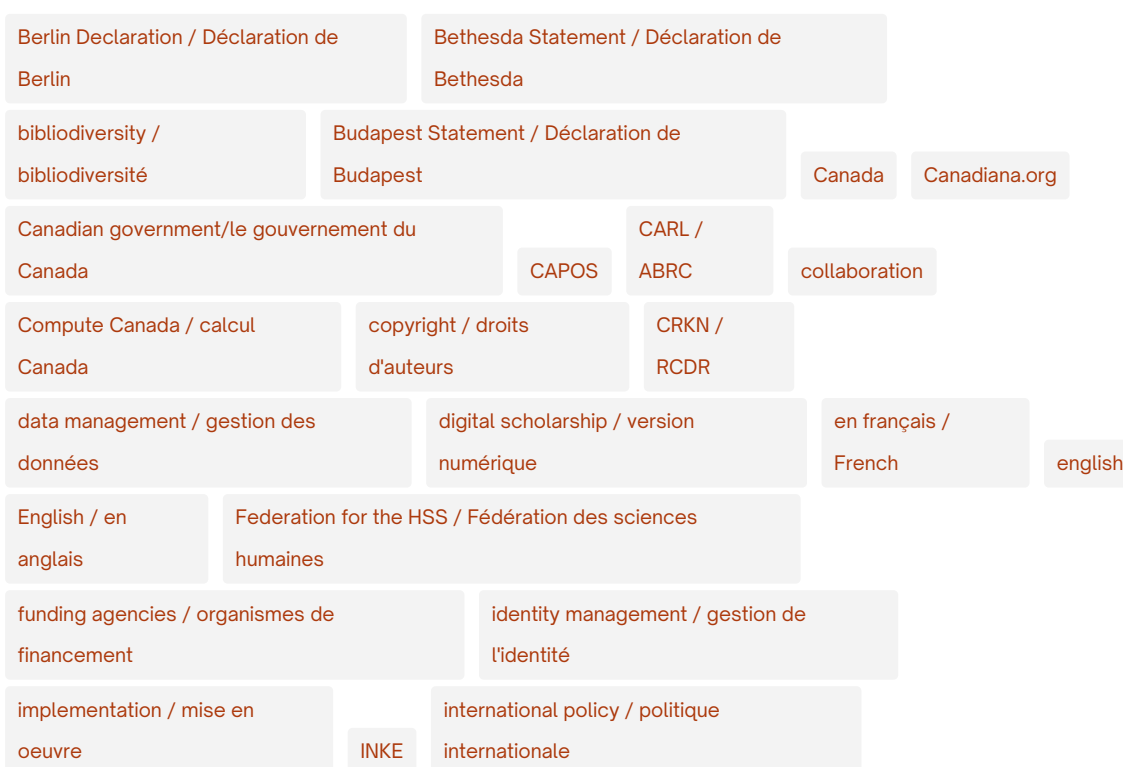 Berlin Declaration / Déclaration de
Berlin
Bethesda Statement / Déclaration de
Bethesda
bibliodiversity /
bibliodiversité
Budapest Statement / Déclaration de
Budapest
Canada
Canadiana.org
Canadian government/le gouvernement du
Canada
CAPOS
CARL /
ABRC
collaboration
Compute Canada / calcul
Canada
copyright / droits
d'auteurs
CRKN /
RCDR
data management / gestion des
données
digital scholarship / version
numérique
en français /
French
english
English / en
anglais
Federation for the HSS / Fédération des sciences
humaines
funding agencies / organismes de
financement
identity management / gestion de
l'identité
implementation / mise en
oeuvre
INKE
international policy / politique
internationale